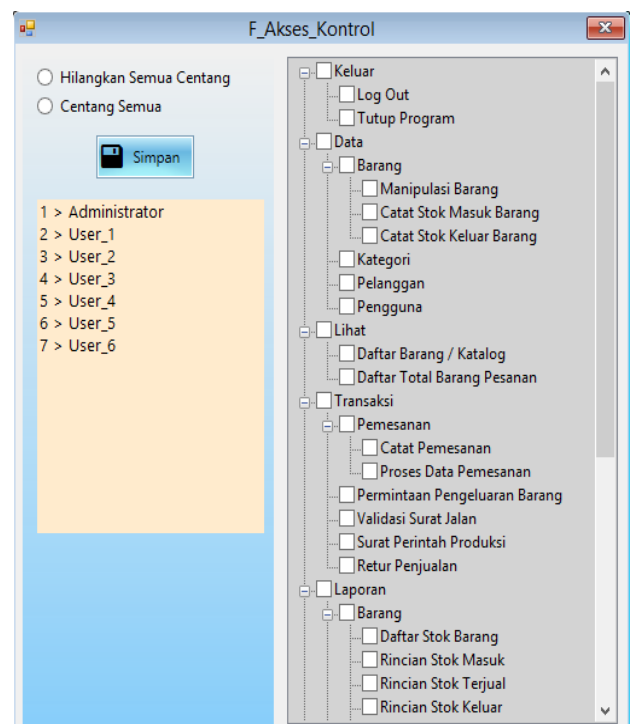 F_Akses_Kontrol
Hilangkan Semua Centang
Centang Semua
Simpan
1 > Administrator
2 > User_1
3 > User_2
4 > User_3
5 > User_4
6 > User_5
7 > User_6
Keluar
Log Out
Tutup Program
Data
Barang
Manipulasi Barang
Catat Stok Masuk Barang
Catat Stok Keluar Barang
Kategori
Pelanggan
Pengguna
Lihat
Daftar Barang / Katalog
Daftar Total Barang Pesanan
Transaksi
Pemesanan
Catat Pemesanan
Proses Data Pemesanan
Permintaan Pengeluaran Barang
Validasi Surat Jalan
Surat Perintah Produksi
Retur Penjualan
Laporan
Barang
Daftar Stok Barang
Rincian Stok Masuk
Rincian Stok Terjual
Rincian Stok Keluar